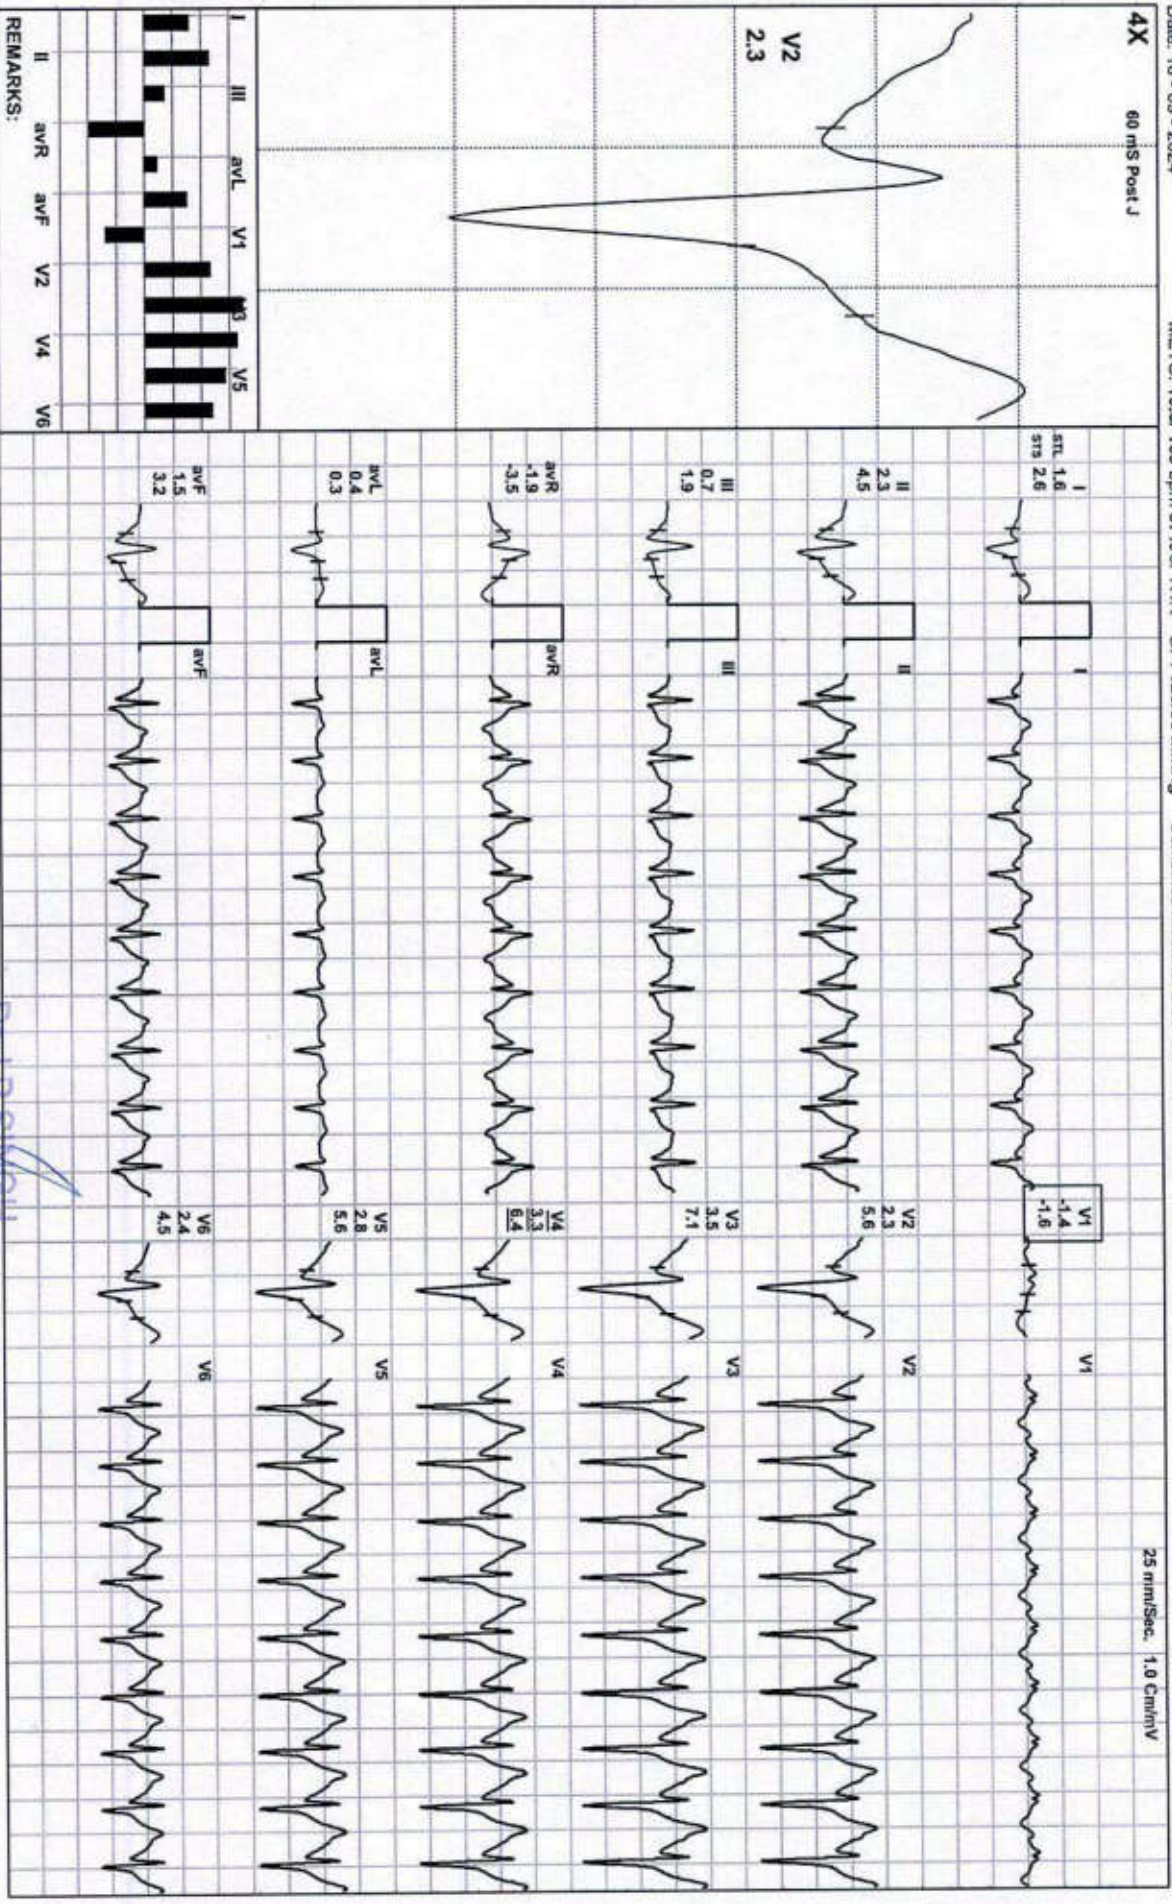 4X
60 mS Post J
25 mm/Sec. 1.0 Cm/mV
V2
2.3
I
STL 1.6
STS 2.6
I
V1
-1.4
-1.6
V1
II
2.3
4.5
II
V2
2.3
5.6
V2
III
0.7
1.9
III
V3
3.5
7.1
V3
avR
-1.9
-3.5
avR
V4
3.3
6.4
V4
avL
0.4
0.3
avL
V5
2.8
5.6
V5
avF
1.5
3.2
avF
V6
2.4
4.5
V6
I III avL V1 V3 V5
II avR avF V2 V4 V6
REMARKS: